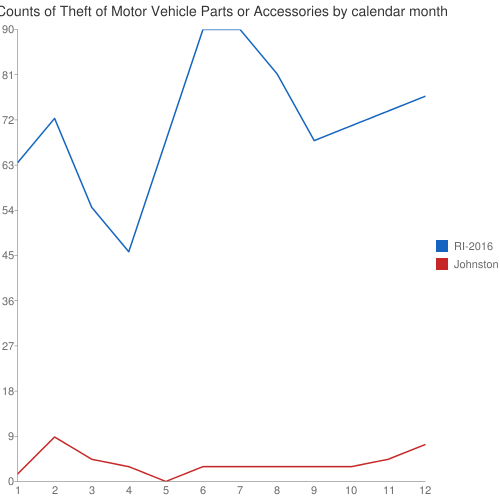 Counts of Theft of Motor Vehicle Parts or Accessories by calendar month
90
81
72
63
54
45
36
27
18
9
0
1 2 3 4 5 6 7 8 9 10 11 12
RI-2016
Johnston